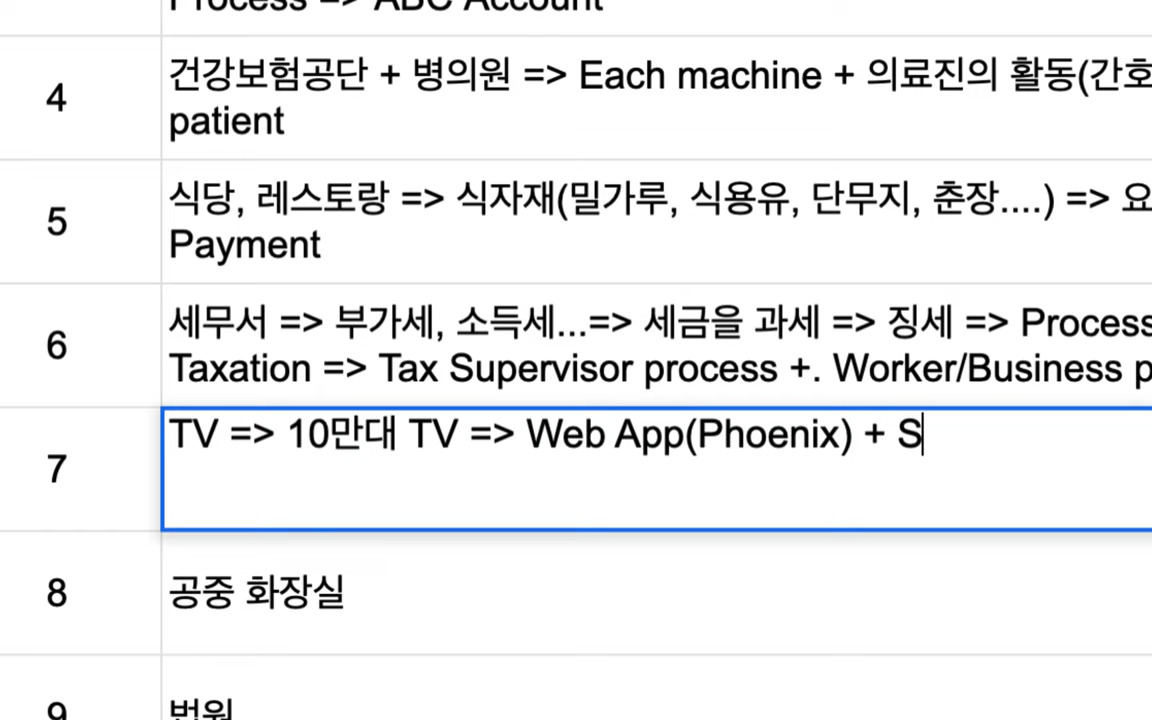 Process => ABC Account
4
건강보험공단 + 병의원 => Each machine + 의료진의 활동(간호
patient
5
식당, 레스토랑 => 식자재(밀가루, 식용유, 단무지, 춘장....) => 요
Payment
6
세무서 => 부가세, 소득세...=> 세금을 과세 => 징세 => Process
Taxation => Tax Supervisor process +. Worker/Business p
7
TV => 10만대 TV => Web App(Phoenix) + S
8
공중 화장실
9
법원